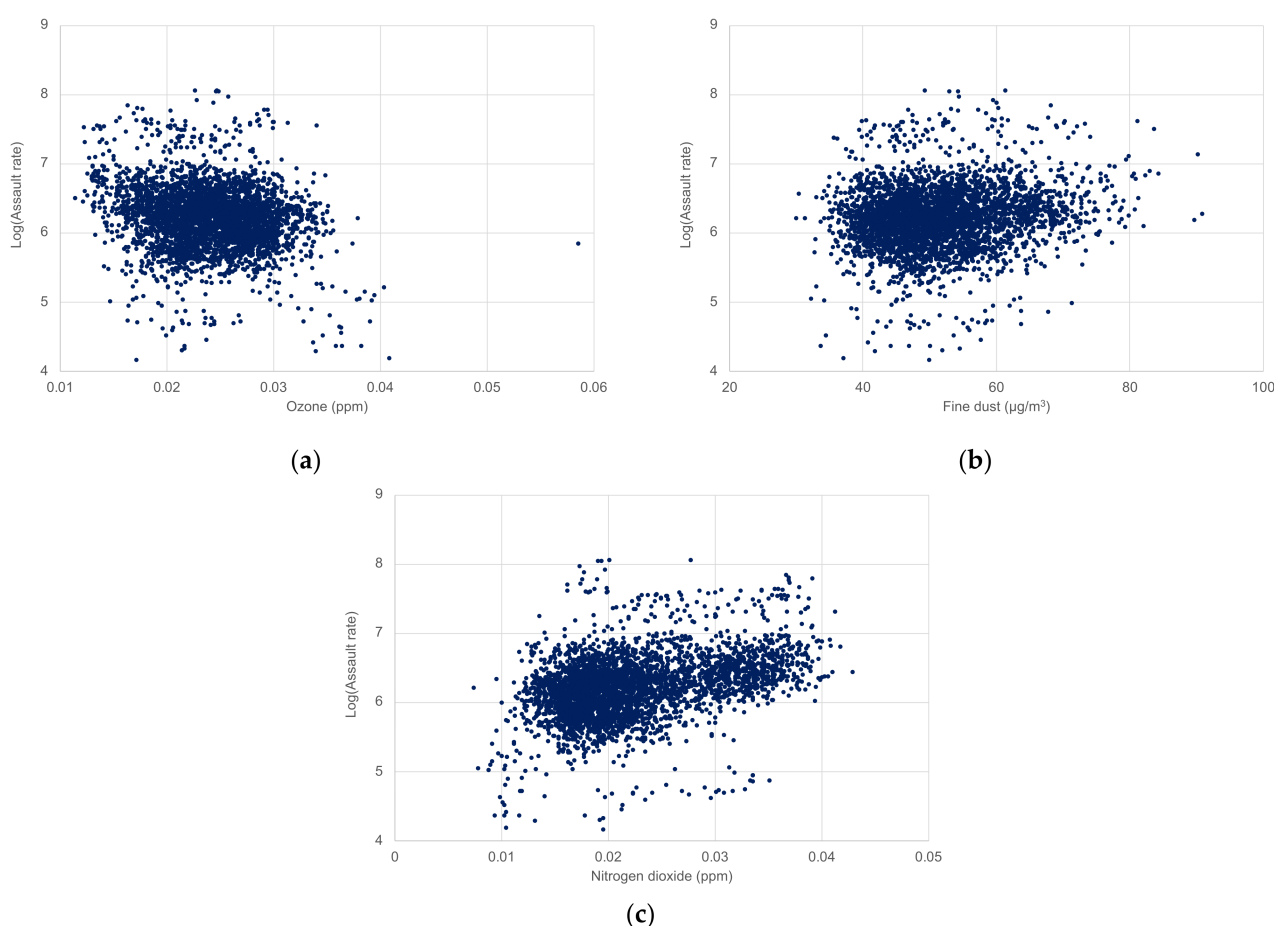 9
8
7
6
5
4
Log(Assault rate)
0.01 0.02 0.03 0.04 0.05 0.06
Ozone (ppm)
(a)
9
8
7
6
5
4
Log(Assault rate)
20 40 60 80 100
Fine dust (µg/m³)
(b)
9
8
7
6
5
4
Log(Assault rate)
0 0.01 0.02 0.03 0.04 0.05
Nitrogen dioxide (ppm)
(c)